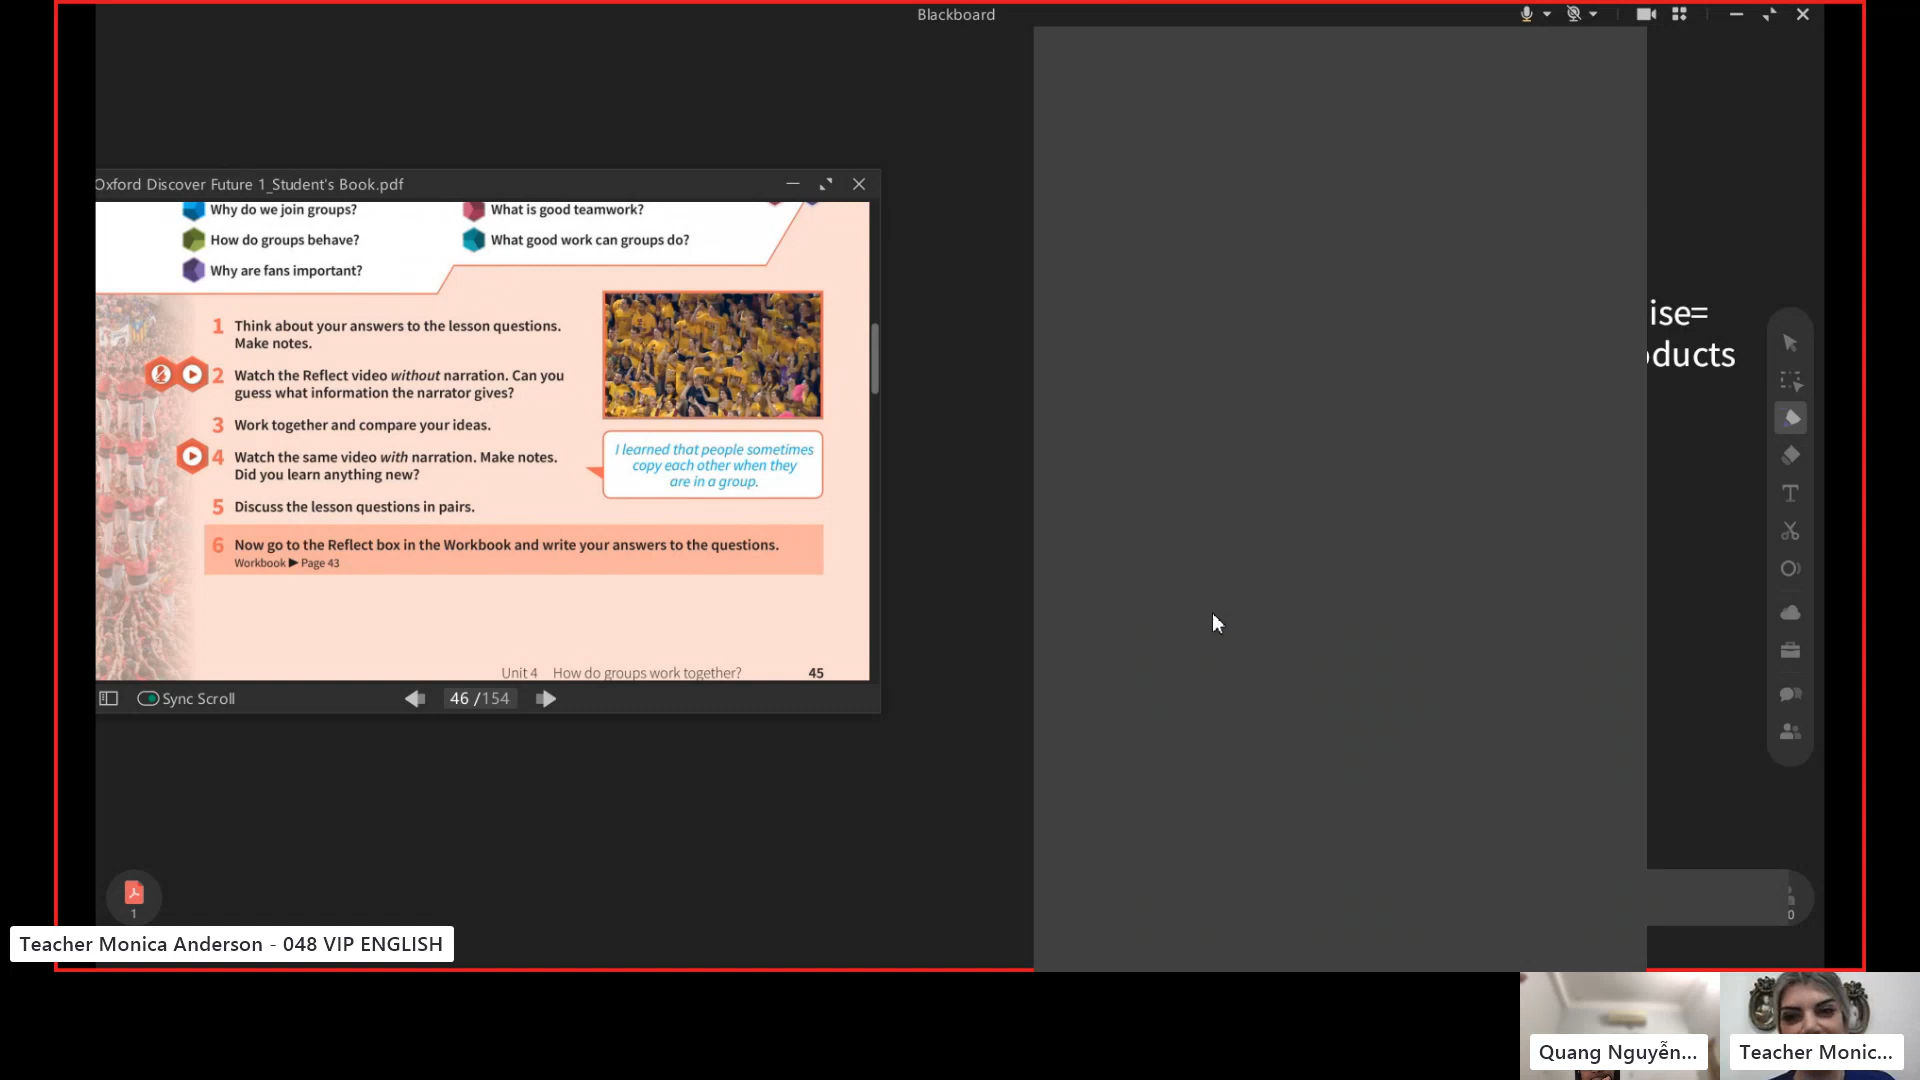 Blackboard
Oxford Discover Future 1_Student's Book.pdf
Why do we join groups?
How do groups behave?
Why are fans important?
What is good teamwork?
What good work can groups do?
1 Think about your answers to the lesson questions.
Make notes.
2 Watch the Reflect video without narration. Can you
guess what information the narrator gives?
3 Work together and compare your ideas.
4 Watch the same video with narration. Make notes.
Did you learn anything new?
5 Discuss the lesson questions in pairs.
I learned that people sometimes
copy each other when they
are in a group.
6 Now go to the Reflect box in the Workbook and write your answers to the questions.
Workbook ▶ Page 43
Unit 4 How do groups work together? 45
Sync Scroll
46 /154
ise=
ducts
1
0
Teacher Monica Anderson - 048 VIP ENGLISH
Quang Nguyễn...
Teacher Monic...